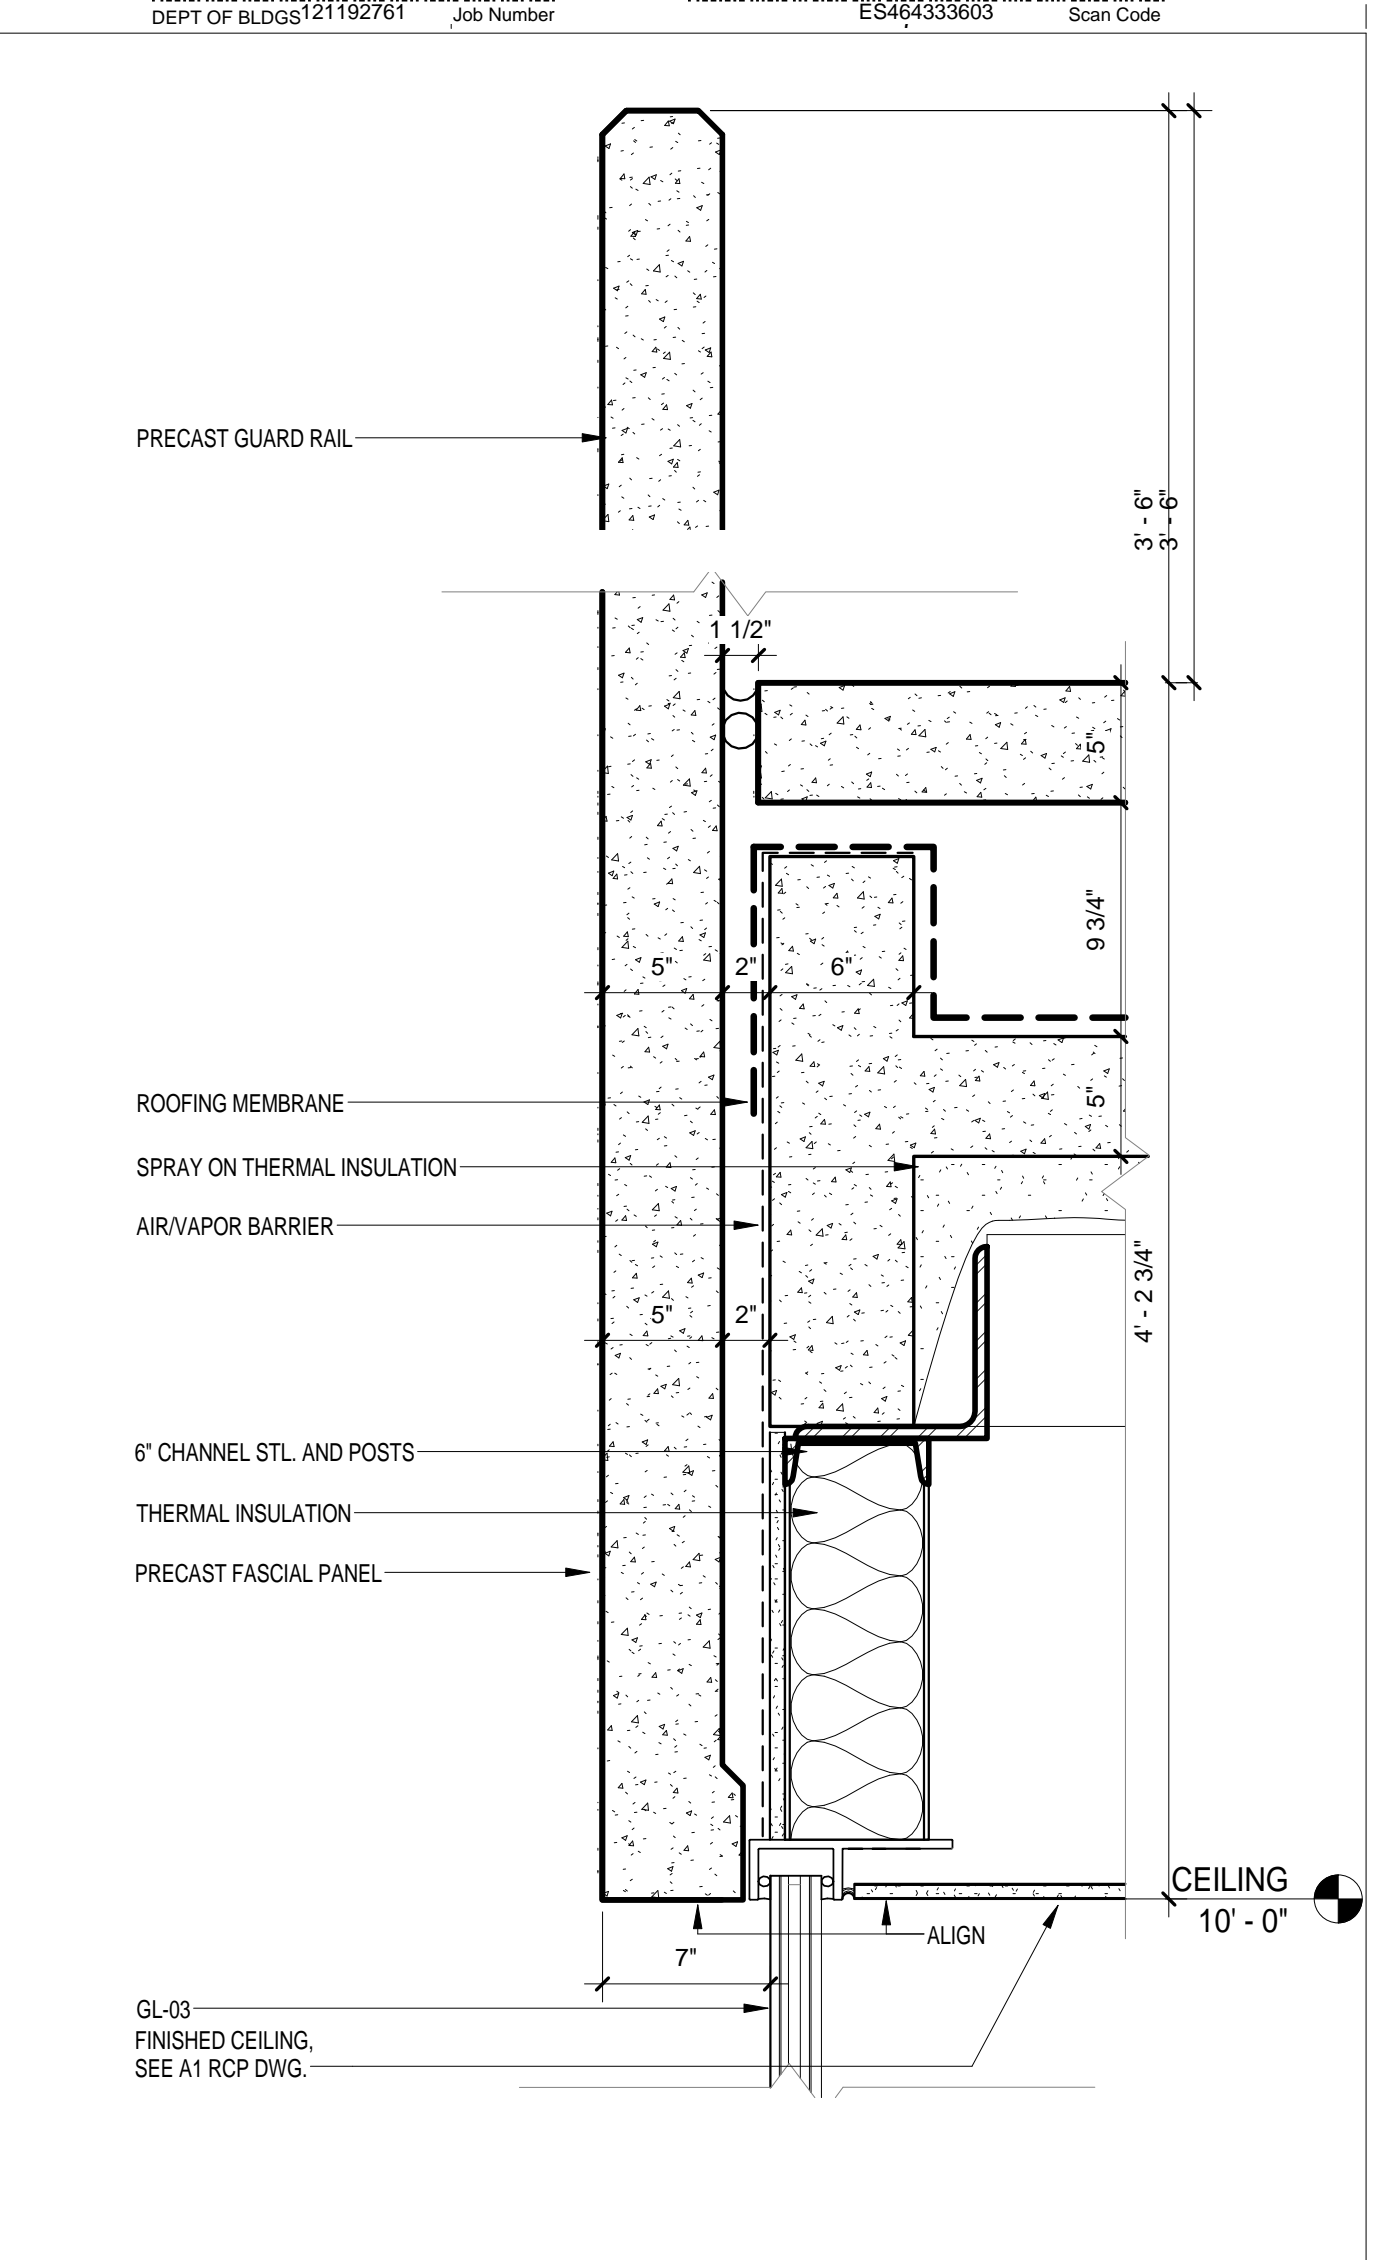 DEPT OF BLDGS121192761 Job Number ES464333603 Scan Code
PRECAST GUARD RAIL
3' - 6"
3' - 6"
1 1/2"
5"
9 3/4"
5" 2" 6"
5"
ROOFING MEMBRANE
SPRAY ON THERMAL INSULATION
AIR/VAPOR BARRIER
4' - 2 3/4"
5" 2"
6" CHANNEL STL. AND POSTS
THERMAL INSULATION
PRECAST FASCIAL PANEL
CEILING
10' - 0"
ALIGN
7"
GL-03
FINISHED CEILING,
SEE A1 RCP DWG.